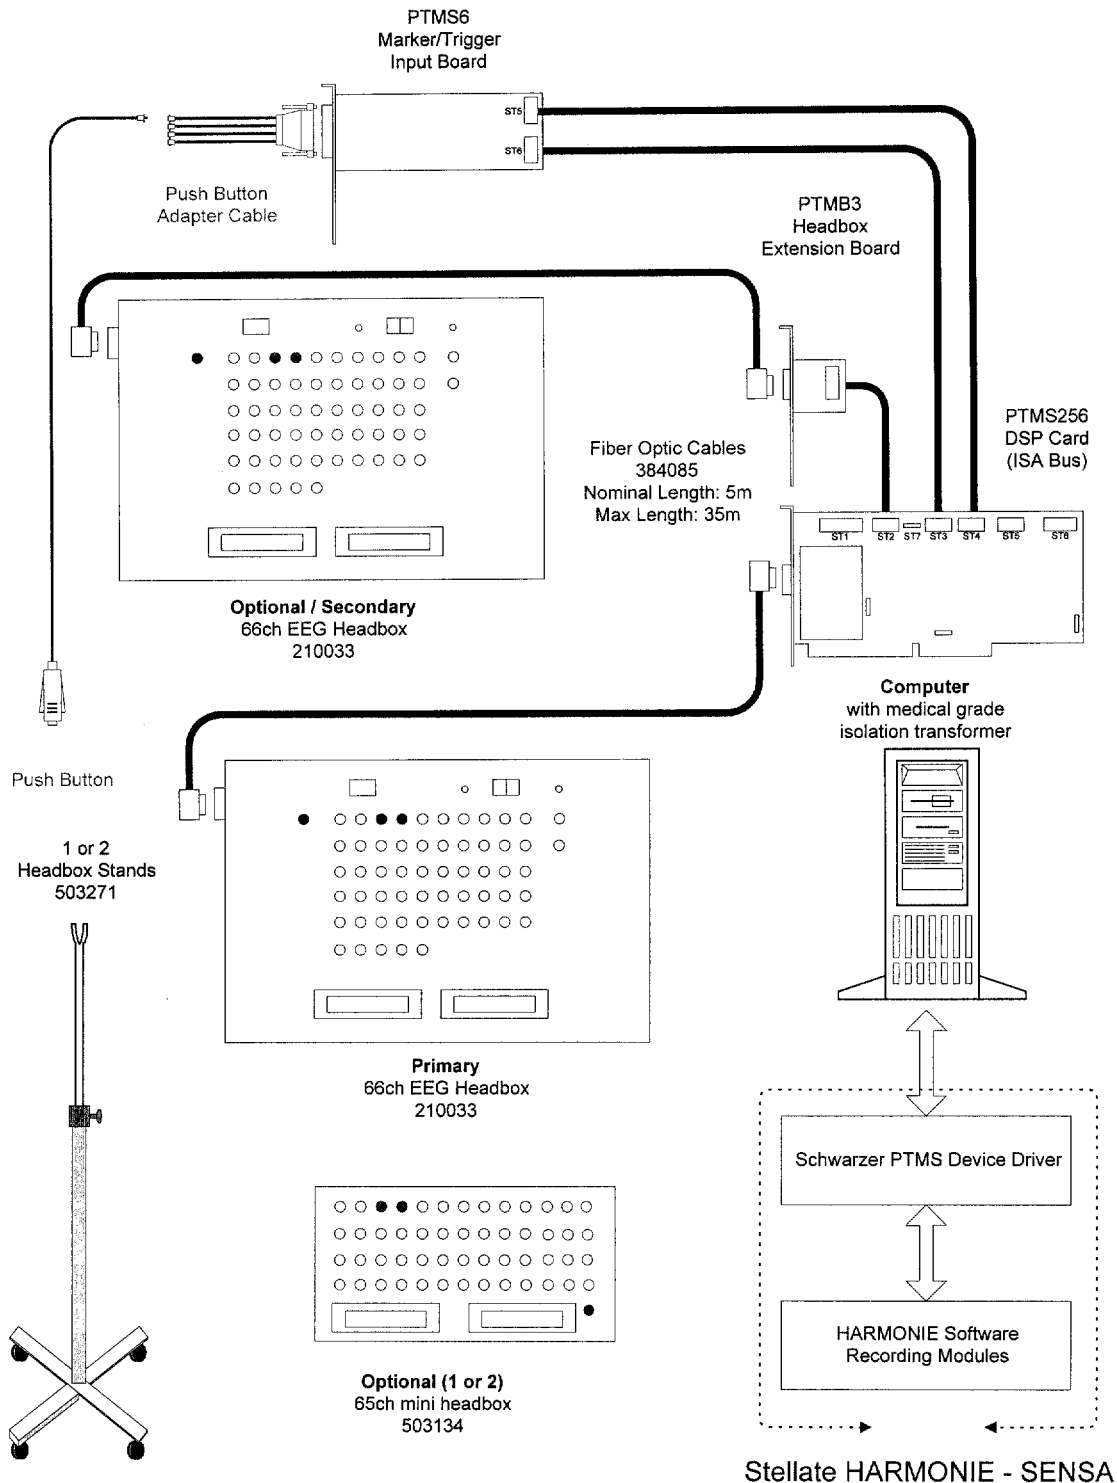 PTMS6
Marker/Trigger
Input Board
ST5
ST6
Push Button
Adapter Cable
PTMB3
Headbox
Extension Board
PTMS256
DSP Card
(ISA Bus)
Fiber Optic Cables
384085
Nominal Length: 5m
Max Length: 35m
ST1
ST2
ST7
ST3
ST4
ST5
ST6
Optional / Secondary
66ch EEG Headbox
210033
Computer
with medical grade
isolation transformer
Push Button
1 or 2
Headbox Stands
503271
Primary
66ch EEG Headbox
210033
Schwarzer PTMS Device Driver
HARMONIE Software
Recording Modules
Optional (1 or 2)
65ch mini headbox
503134
Stellate HARMONIE - SENSA